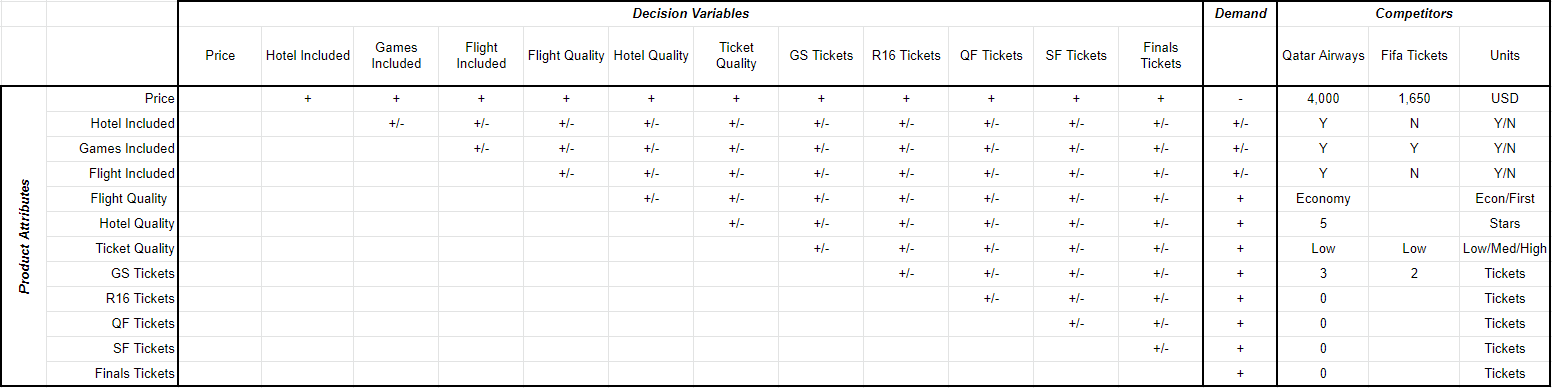 Decision Variables Demand Competitors
Price Hotel Included Games Included Flight Included Flight Quality Hotel Quality Ticket Quality GS Tickets R16 Tickets QF Tickets SF Tickets Finals Tickets Qatar Airways Fifa Tickets Units
Product Attributes
Price + + + + + + + + + + + - 4,000 1,650 USD
Hotel Included +/- +/- +/- +/- +/- +/- +/- +/- +/- +/- +/- Y N Y/N
Games Included +/- +/- +/- +/- +/- +/- +/- +/- +/- +/- Y Y Y/N
Flight Included +/- +/- +/- +/- +/- +/- +/- +/- +/- Y N Y/N
Flight Quality +/- +/- +/- +/- +/- +/- +/- + Economy Econ/First
Hotel Quality +/- +/- +/- +/- +/- +/- + 5 Stars
Ticket Quality +/- +/- +/- +/- +/- + Low Low Low/Med/High
GS Tickets +/- +/- +/- +/- + 3 2 Tickets
R16 Tickets +/- +/- +/- + 0 Tickets
QF Tickets +/- +/- + 0 Tickets
SF Tickets +/- + 0 Tickets
Finals Tickets + 0 Tickets